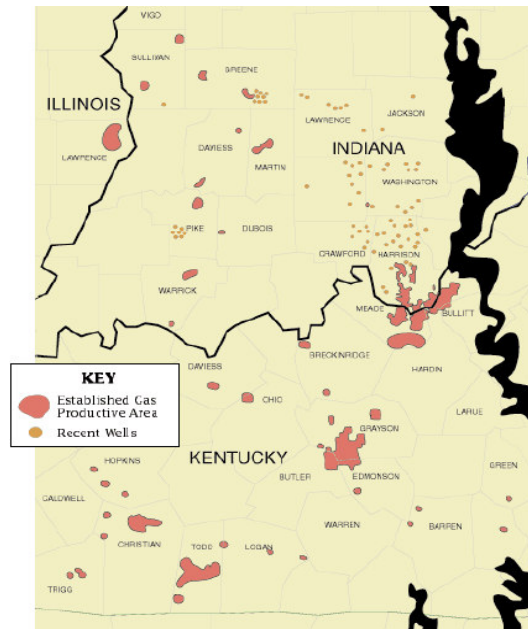 VIGO
SULLIVAN
GREENE
ILLINOIS
LAWRENCE
JACKSON
INDIANA
LAWRENCE
DAVIESS
MARTIN
WASHINGTON
PIKE
DUBOIS
CRAWFORD
HARRISON
WARRICK
MEADE
BULLITT
BRECKINRIDGE
DAVIESS
HARDIN
KEY
Established Gas
Productive Area
Recent Wells
OHIO
LARUE
GRAYSON
KENTUCKY
HOPKINS
BUTLER
EDMONSON
GREEN
CALDWELL
WARREN
BARREN
CHRISTIAN
TODD
LOGAN
TRIGG